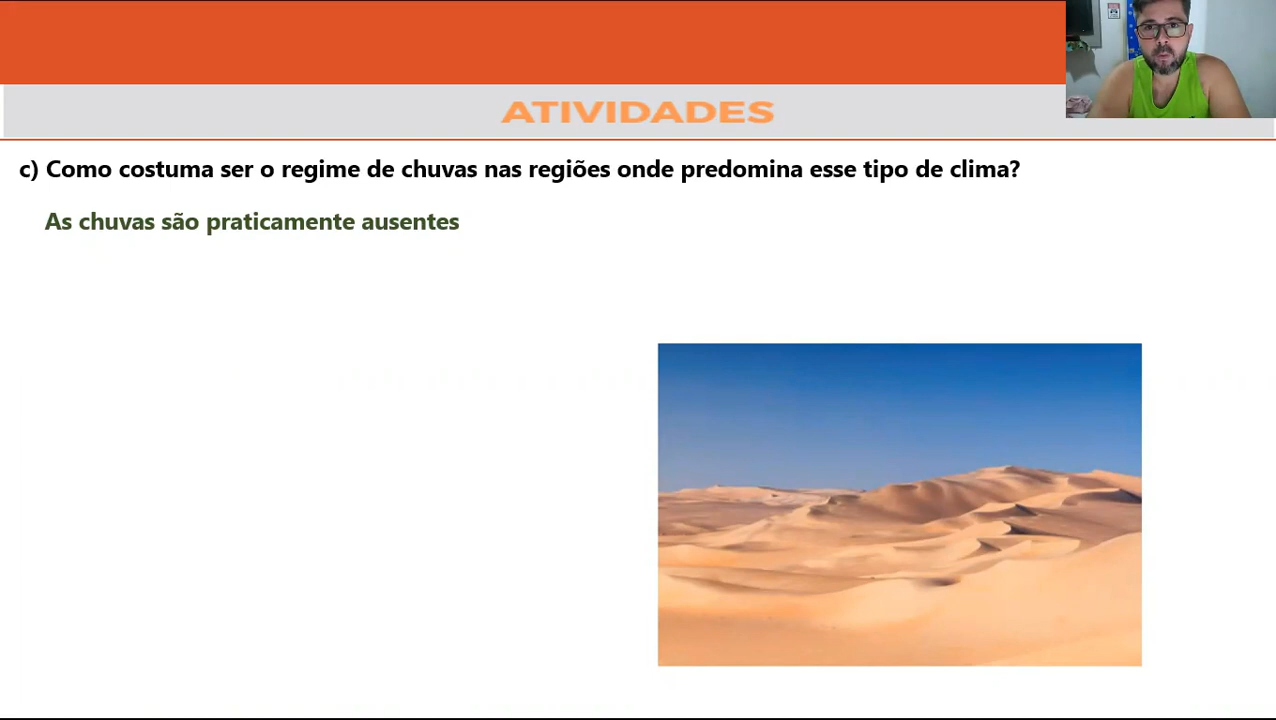 ATIVIDADES
c) Como costuma ser o regime de chuvas nas regiões onde predomina esse tipo de clima?
As chuvas são praticamente ausentes